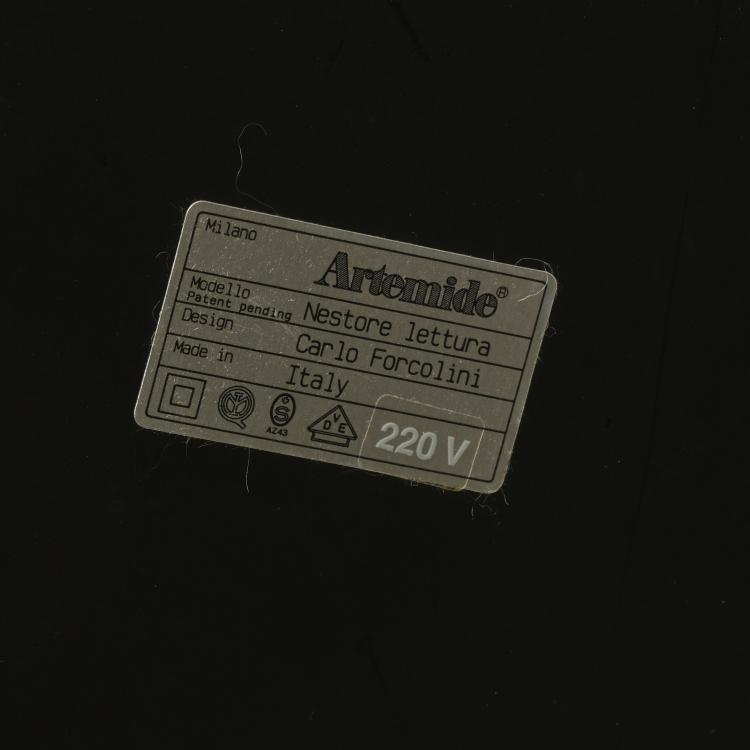 Milano
Artemide®
Modello
Patent pending Nestore lettura
Design Carlo Forcolini
Made in Italy
S
AZ43
D V E
220 V